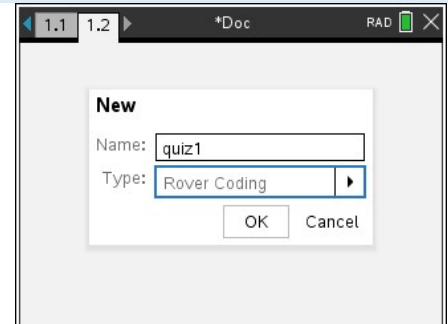 1.1 1.2 *Doc RAD
New
Name: quiz1
Type: Rover Coding
OK Cancel